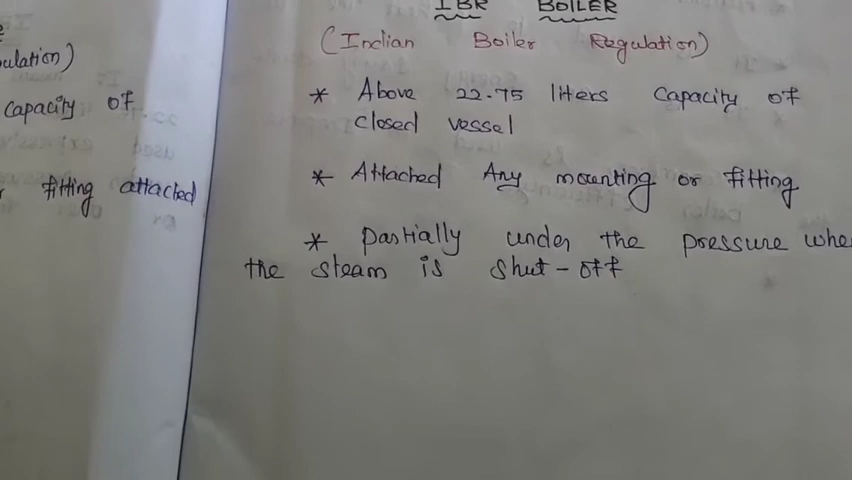 ulation)
capacity of
fitting attached
IBR BOILER
(Indian Boiler Regulation)
* Above 22.75 liters capacity of
closed vessel
* Attached Any mounting or fitting
* partially under the pressure whe
the steam is shut-off